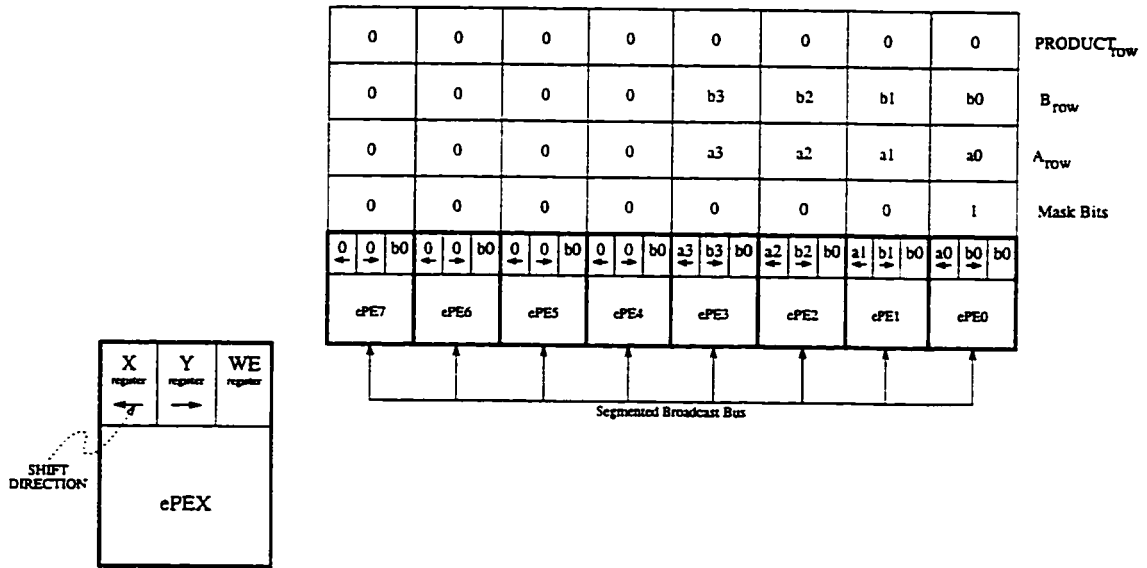 0 0 0 0 0 0 0 0 PRODUCT row
0 0 0 0 b3 b2 b1 b0 B row
0 0 0 0 a3 a2 a1 a0 A row
0 0 0 0 0 0 0 1 Mask Bits
0 0 b0 0 0 b0 0 0 b0 0 0 b0 a3 b3 b0 a2 b2 b0 a1 b1 b0 a0 b0 b0
ePE7 ePE6 ePE5 ePE4 ePE3 ePE2 ePE1 ePE0
Segmented Broadcast Bus
X Y WE
register register register
SHIFT
DIRECTION
ePEX